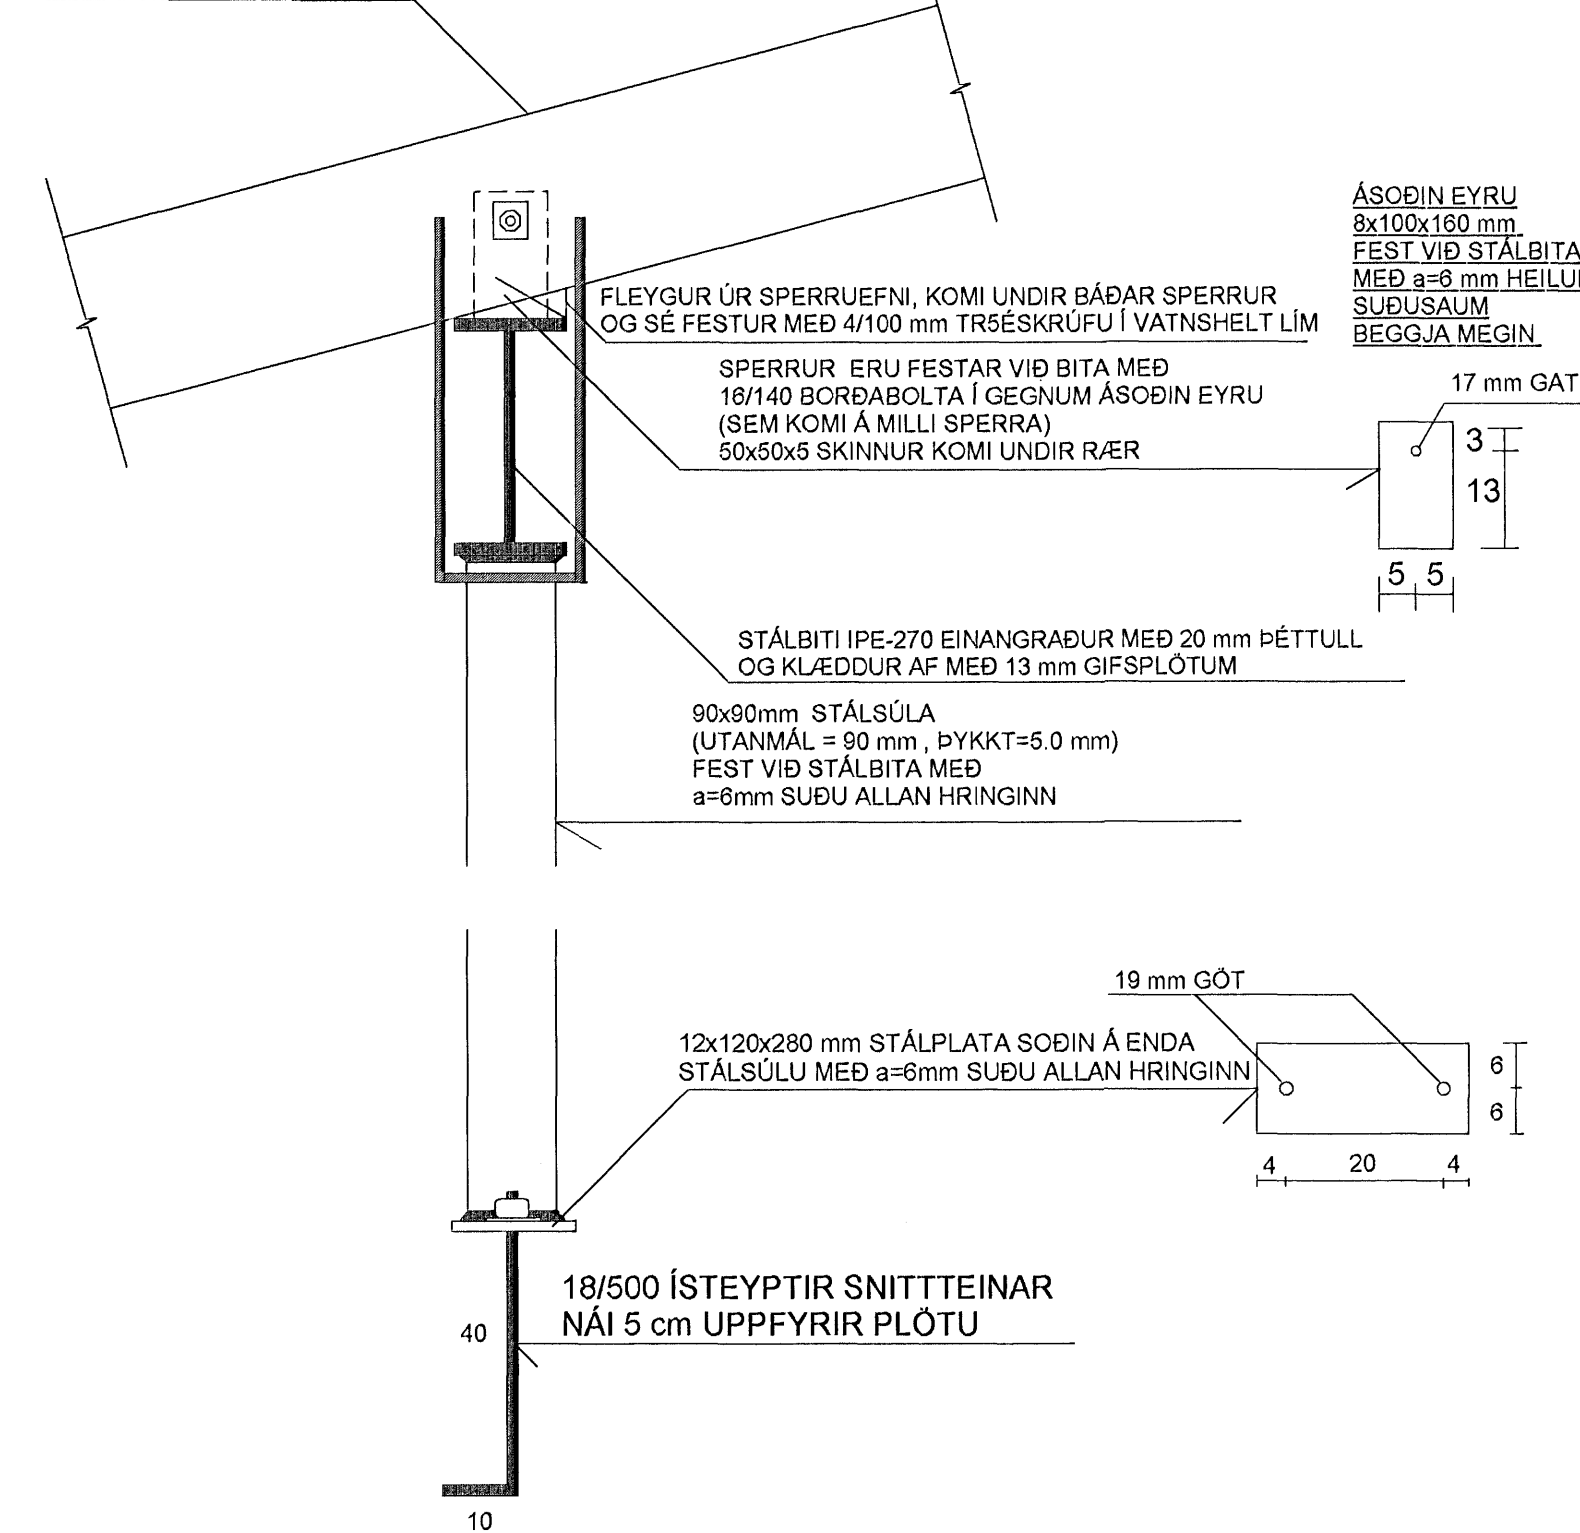 ÁSOÐIN EYRU
8x100x160 mm
FEST VIÐ STÁLBITA
MEÐ a=6 mm HEILU
SUÐUSAUM
BEGGJA MEGIN
FLEYGUR ÚR SPERRUEFNI, KOMI UNDIR BÁÐAR SPERRUR
OG SÉ FESTUR MEÐ 4/100 mm TR5ÉSKRÚFU Í VATNSHELT LÍM
SPERRUR ERU FESTAR VIÐ BITA MEÐ
16/140 BORÐABOLTA Í GEGNUM ÁSOÐIN EYRU
(SEM KOMI Á MILLI SPERRA)
50x50x5 SKINNUR KOMI UNDIR RÆR
17 mm GAT
3
13
5 5
STÁLBITI IPE-270 EINANGRAÐUR MEÐ 20 mm ÞÉTTULL
OG KLÆDDUR AF MEÐ 13 mm GIFSPLÖTUM
90x90mm STÁLSÚLA
(UTANMÁL = 90 mm , ÞYKKT=5.0 mm)
FEST VIÐ STÁLBITA MEÐ
a=6mm SUÐU ALLAN HRINGINN
19 mm GÖT
12x120x280 mm STÁLPLATA SOÐIN Á ENDA
STÁLSÚLU MEÐ a=6mm SUÐU ALLAN HRINGINN
6
6
4 20 4
18/500 ÍSTEYPTIR SNITTTEINAR
NÁI 5 cm UPPFYRIR PLÖTU
40
10